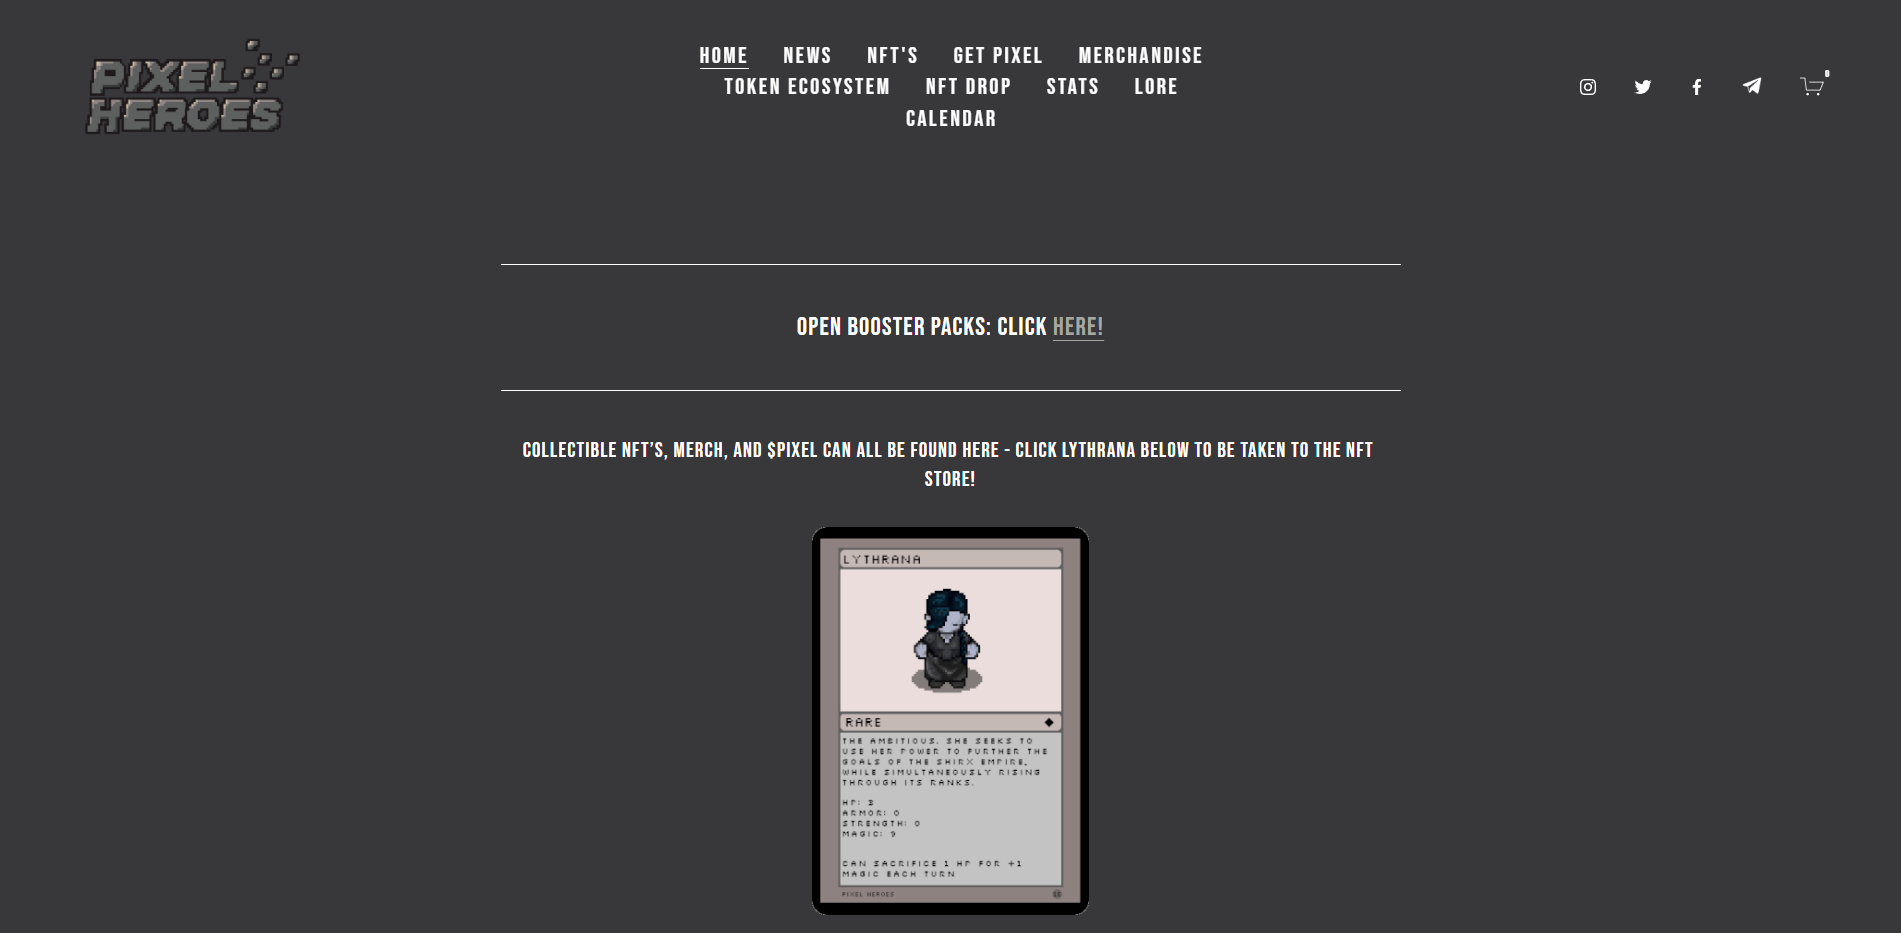 PIXEL
HEROES
HOME NEWS NFT'S GET PIXEL MERCHANDISE
TOKEN ECOSYSTEM NFT DROP STATS LORE
CALENDAR
0
OPEN BOOSTER PACKS: CLICK HERE!
COLLECTIBLE NFT’S, MERCH, AND $PIXEL CAN ALL BE FOUND HERE - CLICK LYTHRANA BELOW TO BE TAKEN TO THE NFT
STORE!
LYTHRANA
RARE
THE AMBITIOUS. SHE SEEKS TO
USE HER POWER TO FURTHER THE
GOALS OF THE SHIRX EMPIRE,
WHILE SIMULTANEOUSLY RISING
THROUGH ITS RANKS.
HP: 3
ARMOR: 0
STRENGTH: 0
MAGIC: 9
CAN SACRIFICE 1 HP FOR +1
MAGIC EACH TURN
PIXEL HEROES